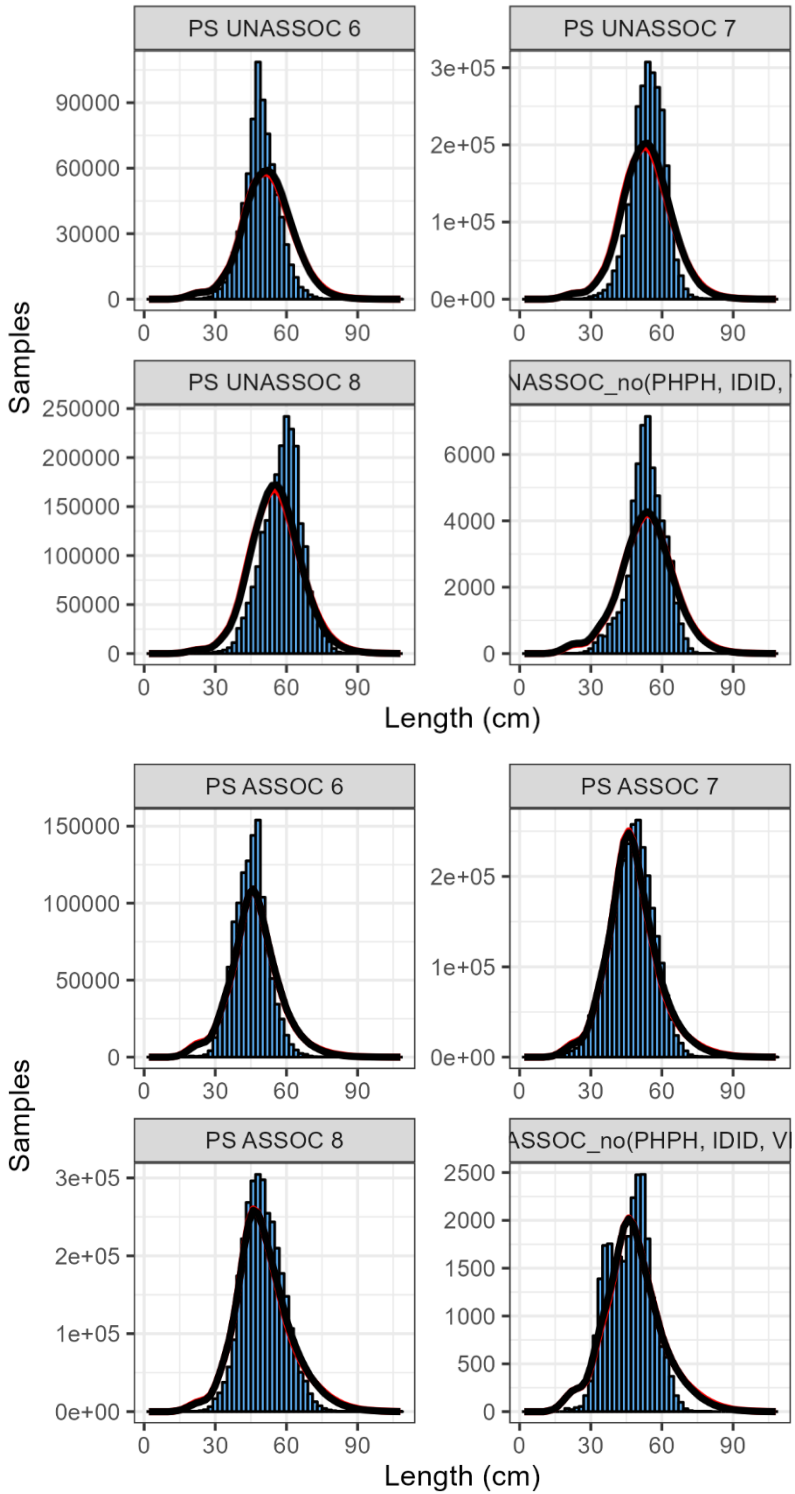 PS UNASSOC 6
PS UNASSOC 7
90000
60000
30000
0
3e+05
2e+05
1e+05
0e+00
0 30 60 90
0 30 60 90
PS UNASSOC 8
NASSOC_no(PHPH, IDID,
250000
200000
150000
100000
50000
0
6000
4000
2000
0
0 30 60 90
0 30 60 90
Samples
Length (cm)
PS ASSOC 6
PS ASSOC 7
150000
100000
50000
0
2e+05
1e+05
0e+00
0 30 60 90
0 30 60 90
PS ASSOC 8
ASSOC_no(PHPH, IDID, VI
3e+05
2e+05
1e+05
0e+00
2500
2000
1500
1000
500
0
0 30 60 90
0 30 60 90
Samples
Length (cm)